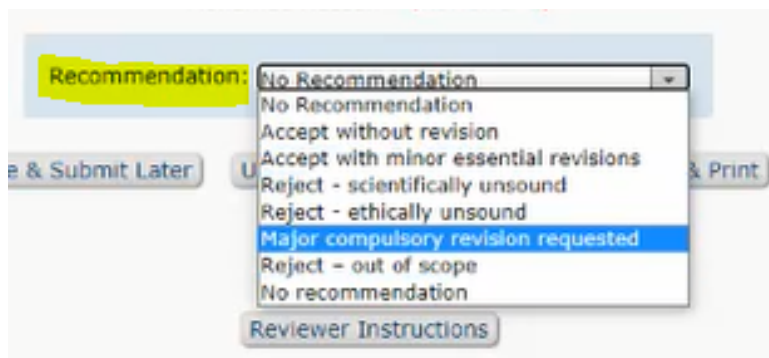 Recommendation: No Recommendation
No Recommendation
Accept without revision
Accept with minor essential revisions
e & Submit Later U & Print
Reject - scientifically unsound
Reject - ethically unsound
Major compulsory revision requested
Reject – out of scope
No recommendation
Reviewer Instructions